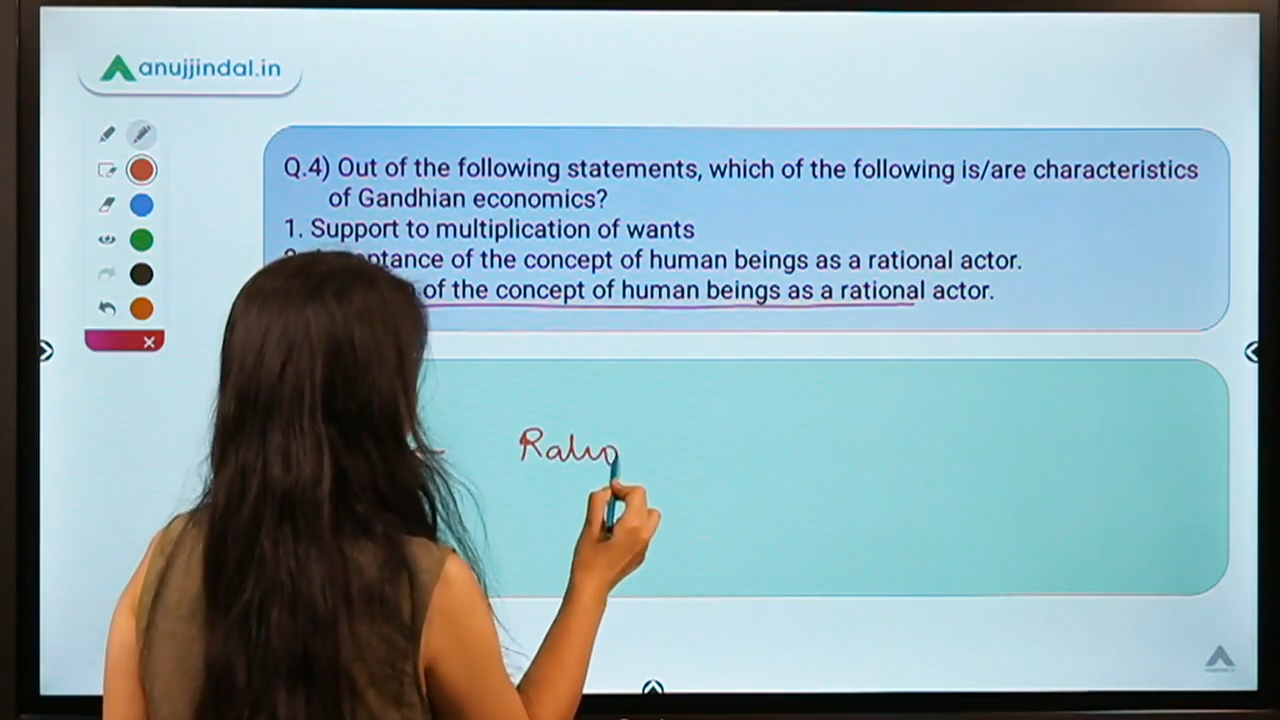 anujjindal.in
Q.4) Out of the following statements, which of the following is/are characteristics
of Gandhian economics?
1. Support to multiplication of wants
of the concept of human beings as a rational actor.
of the concept of human beings as a rational actor.